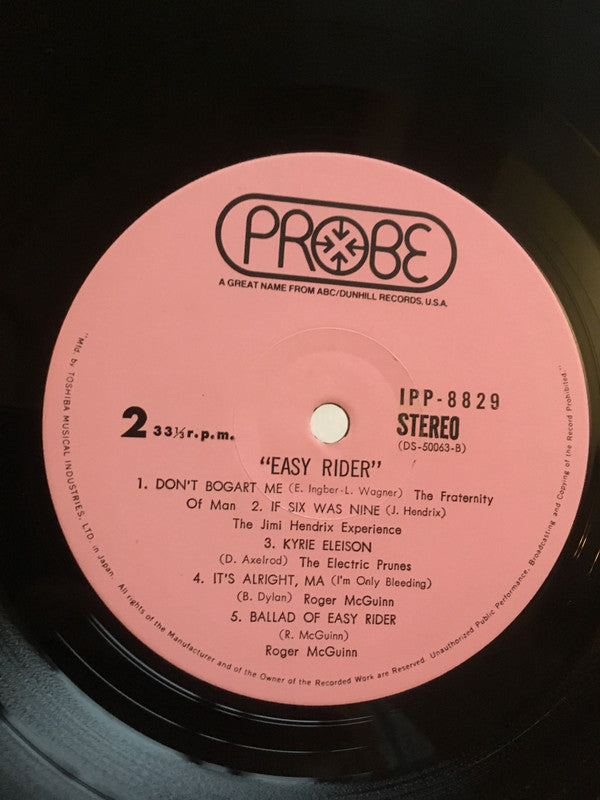 PROBE
A GREAT NAME FROM ABC/DUNHILL RECORDS, U.S.A.
IPP-8829
2 33⅓ r.p.m.
STEREO
(DS-50063-B)
"EASY RIDER"
1. DON'T BOGART ME (E. Ingber-L. Wagner) The Fraternity
Of Man 2. IF SIX WAS NINE (J. Hendrix)
The Jimi Hendrix Experience
3. KYRIE ELEISON
(D. Axelrod) The Electric Prunes
4. IT'S ALRIGHT, MA (I'm Only Bleeding)
(B. Dylan) Roger McGuinn
5. BALLAD OF EASY RIDER
(R. McGuinn)
Roger McGuinn
"Mfd. by TOSHIBA MUSICAL INDUSTRIES, LTD. in Japan. All rights of the Manufacturer and of the Owner of the Recorded Work are Reserved. Unauthorized Public Performance, Broadcasting and Copying of the Record Prohibited."